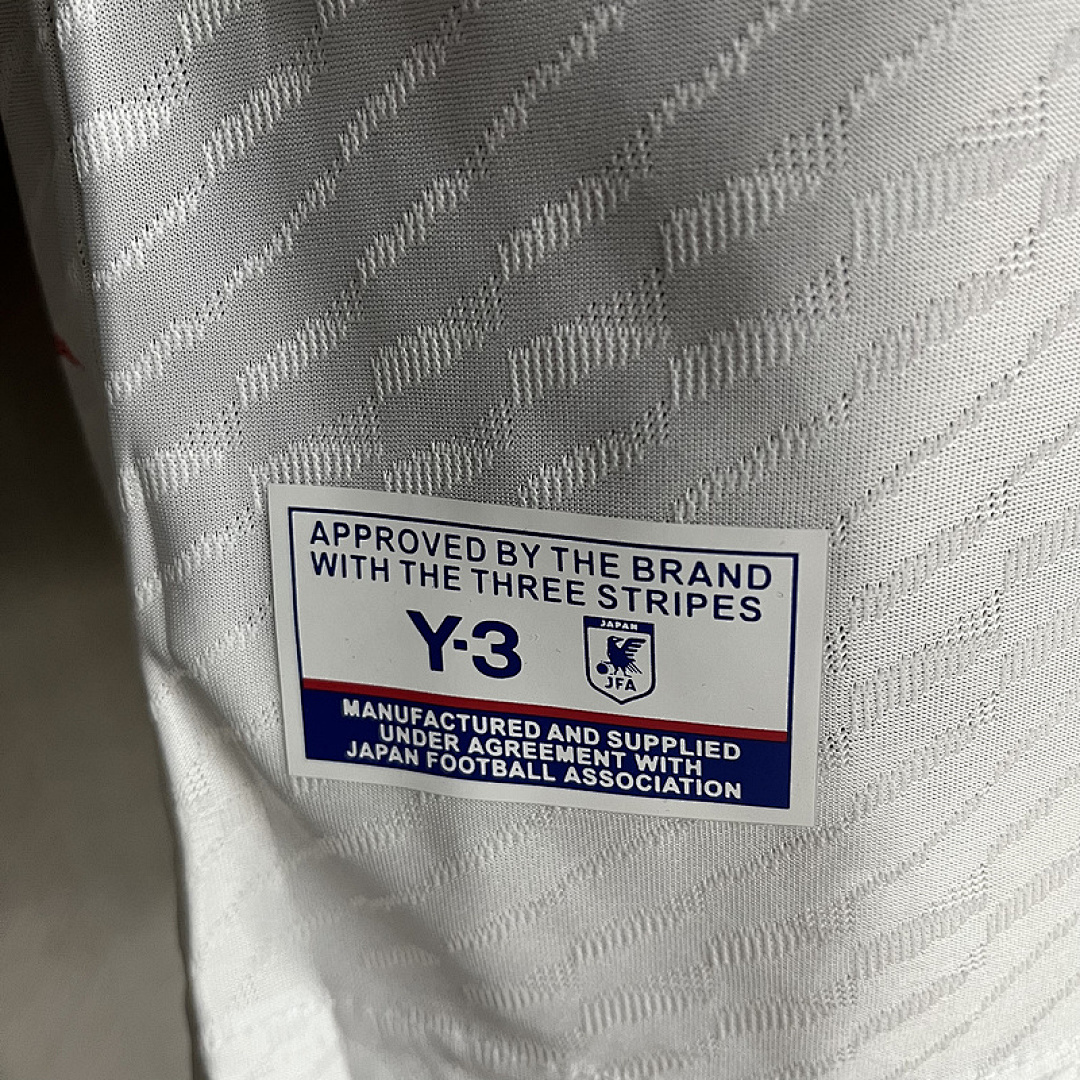 APPROVED BY THE BRAND
WITH THE THREE STRIPES
Y-3
JAPAN
JFA
MANUFACTURED AND SUPPLIED
UNDER AGREEMENT WITH
JAPAN FOOTBALL ASSOCIATION